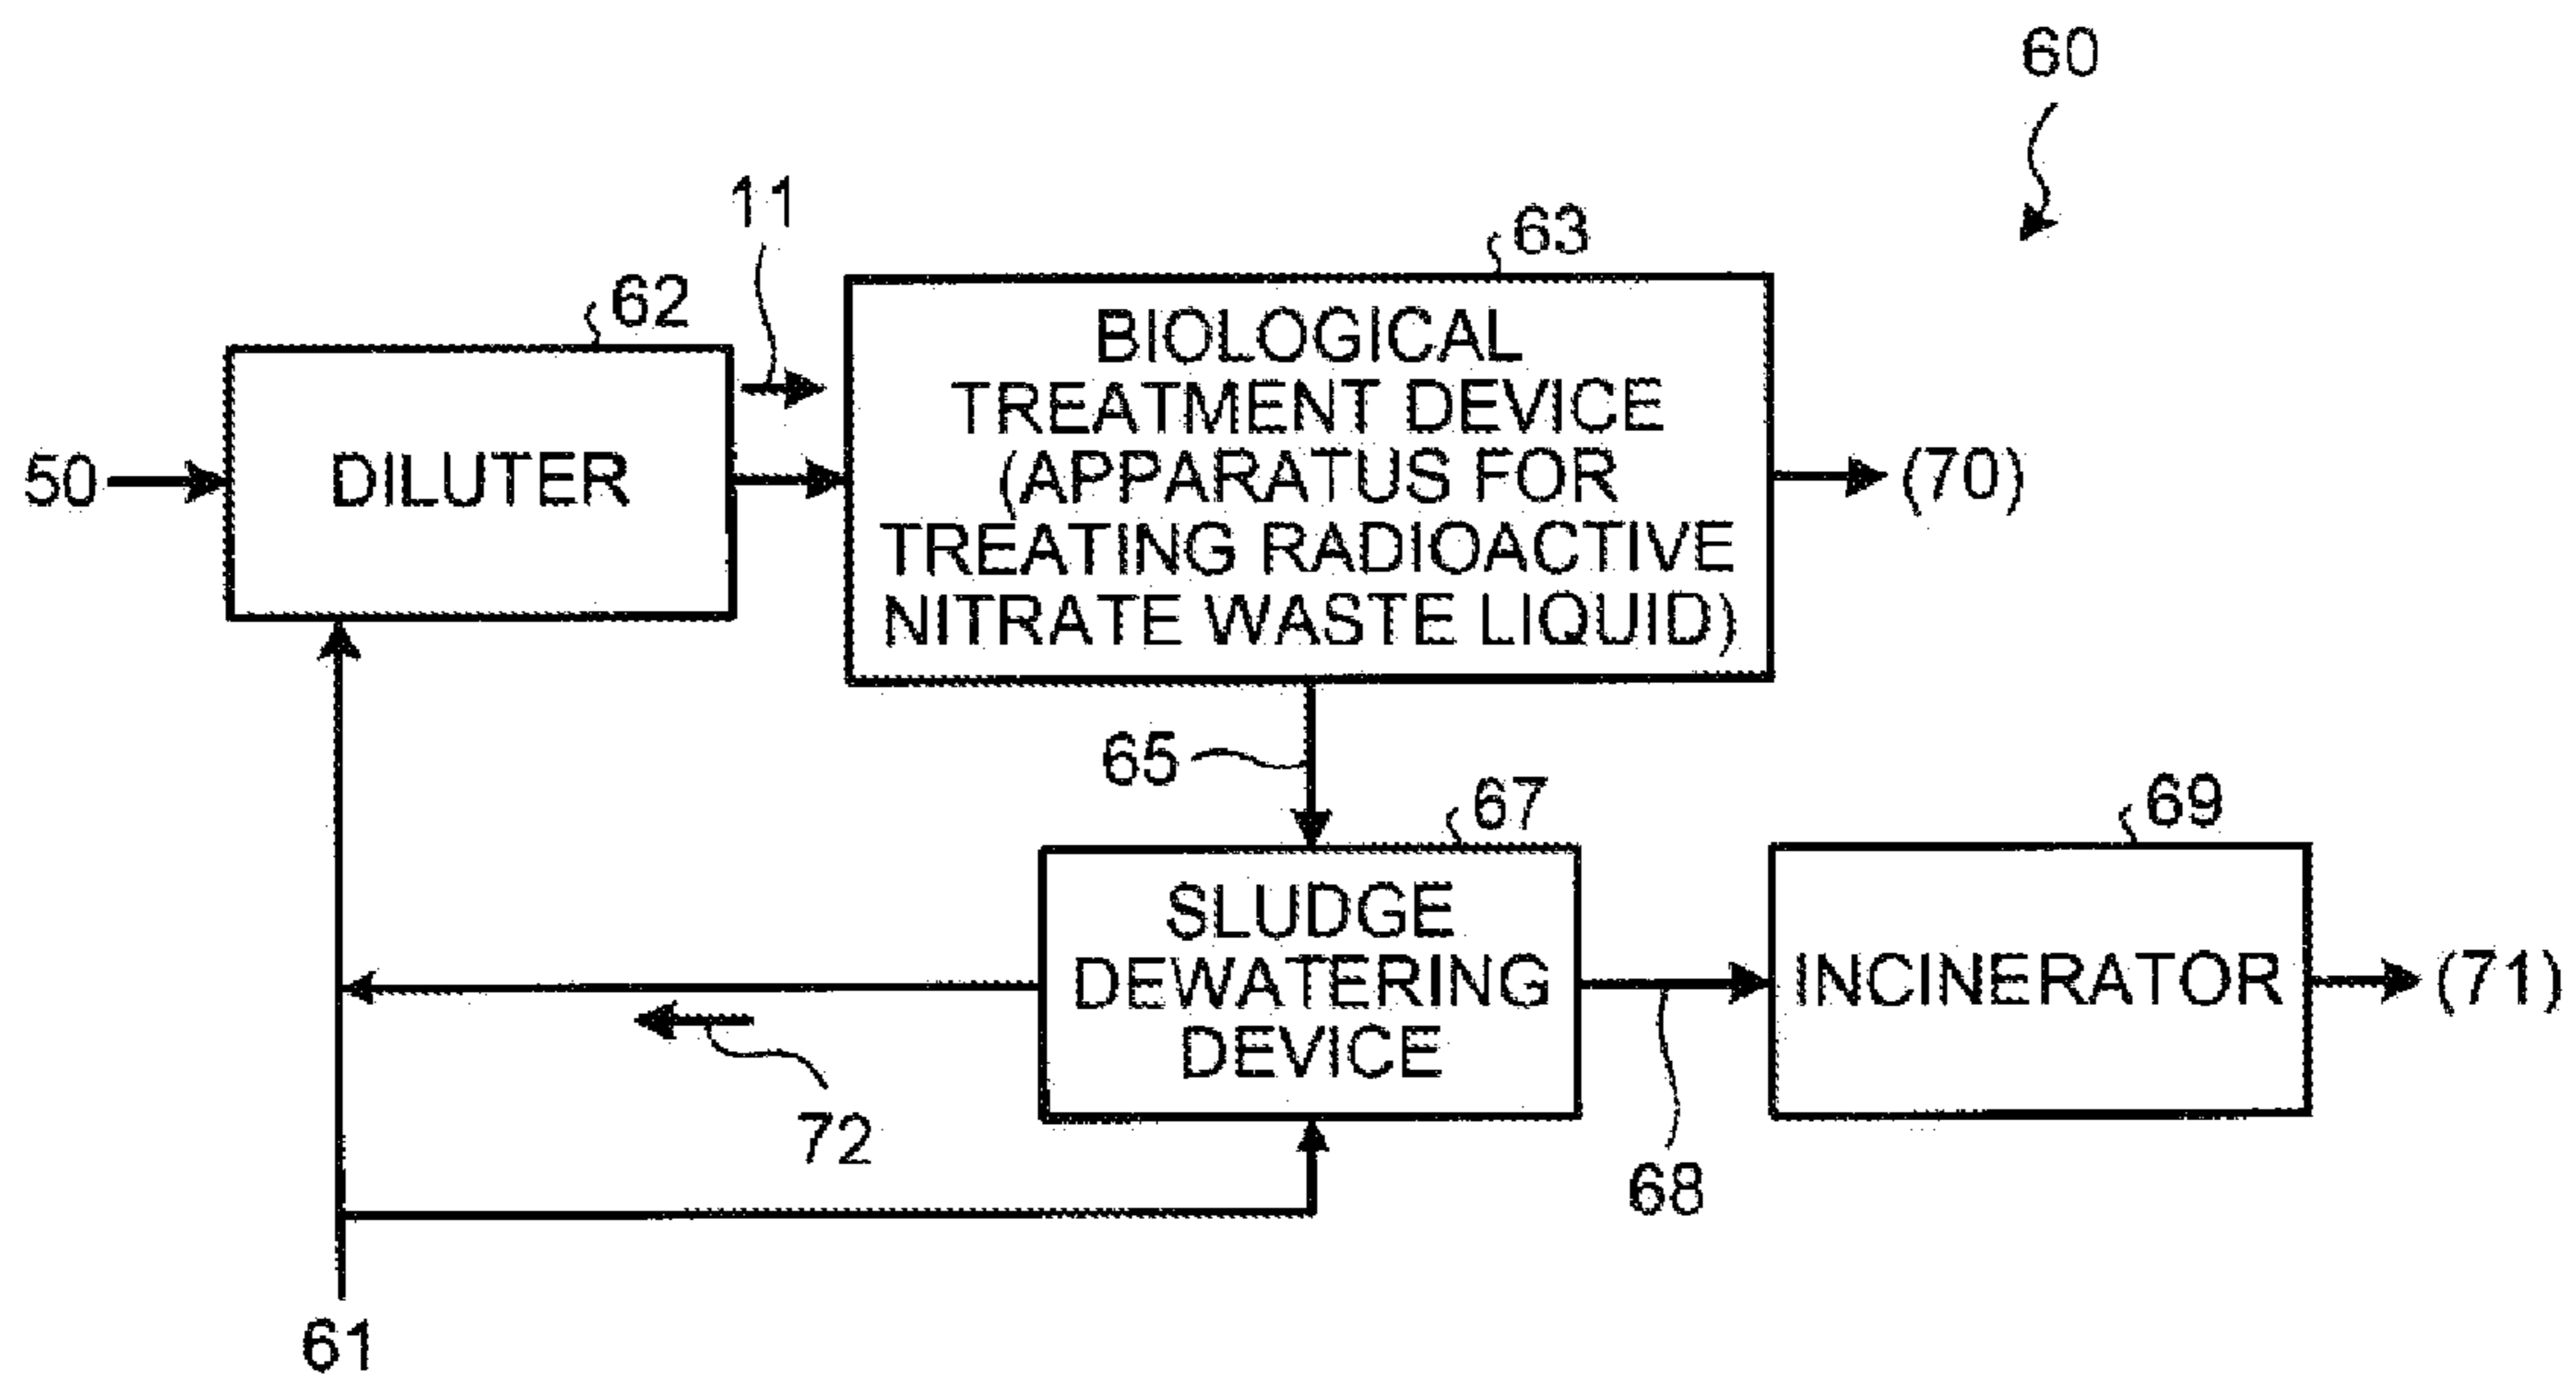 60
11
63
62
BIOLOGICAL
TREATMENT DEVICE
(APPARATUS FOR
TREATING RADIOACTIVE
NITRATE WASTE LIQUID)
50
DILUTER
(70)
65
67
69
SLUDGE
DEWATERING
DEVICE
INCINERATOR
(71)
72
68
61